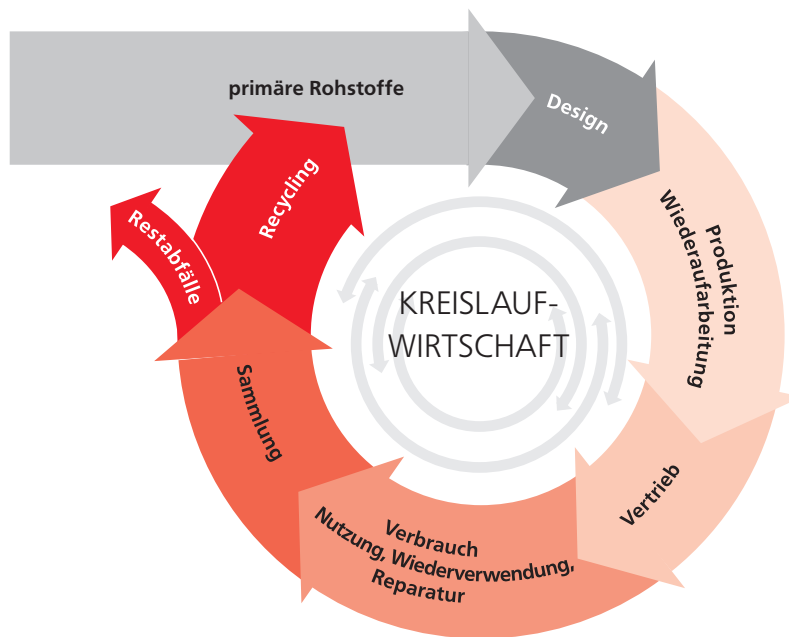 primäre Rohstoffe
Design
Produktion
Wiederaufarbeitung
Vertrieb
Verbrauch
Nutzung, Wiederverwendung,
Reparatur
Sammlung
Recycling
Restabfälle
KREISLAUF-
WIRTSCHAFT